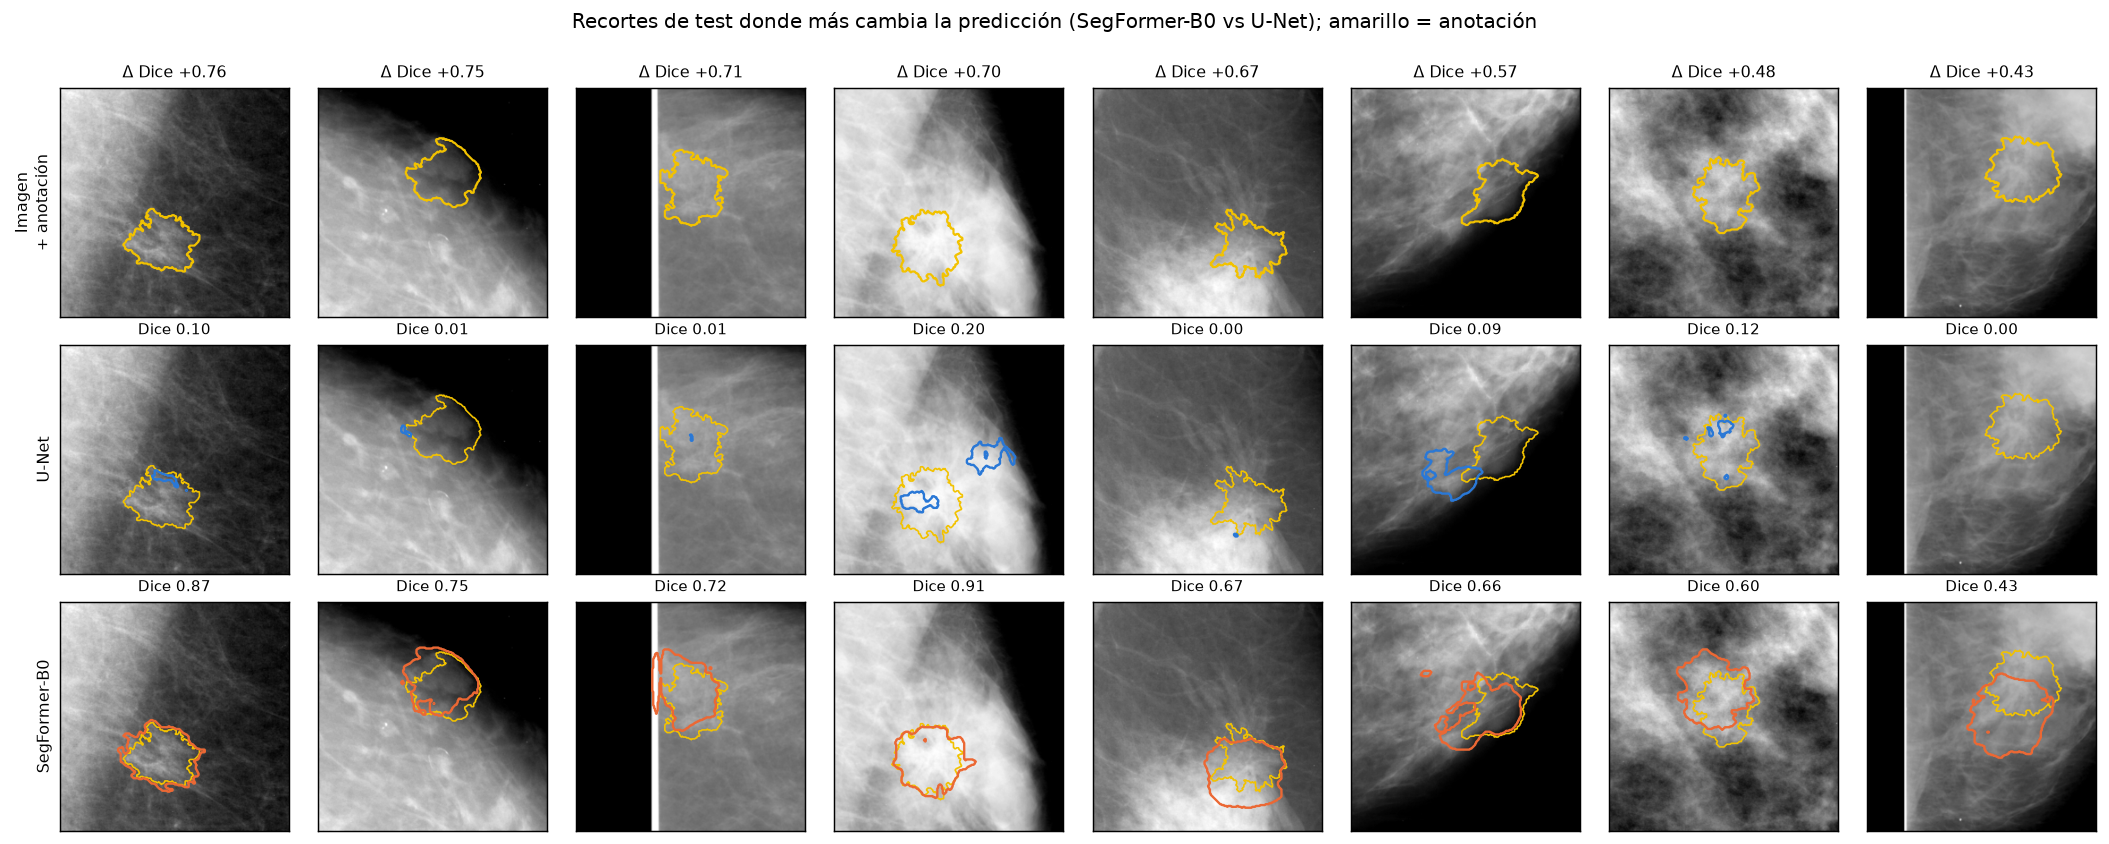 Recortes de test donde más cambia la predicción (SegFormer-B0 vs U-Net); amarillo = anotación
Δ Dice +0.76
Δ Dice +0.75
Δ Dice +0.71
Δ Dice +0.70
Δ Dice +0.67
Δ Dice +0.57
Δ Dice +0.48
Δ Dice +0.43
Imagen
+ anotación
Dice 0.10
Dice 0.01
Dice 0.01
Dice 0.20
Dice 0.00
Dice 0.09
Dice 0.12
Dice 0.00
U-Net
Dice 0.87
Dice 0.75
Dice 0.72
Dice 0.91
Dice 0.67
Dice 0.66
Dice 0.60
Dice 0.43
SegFormer-B0